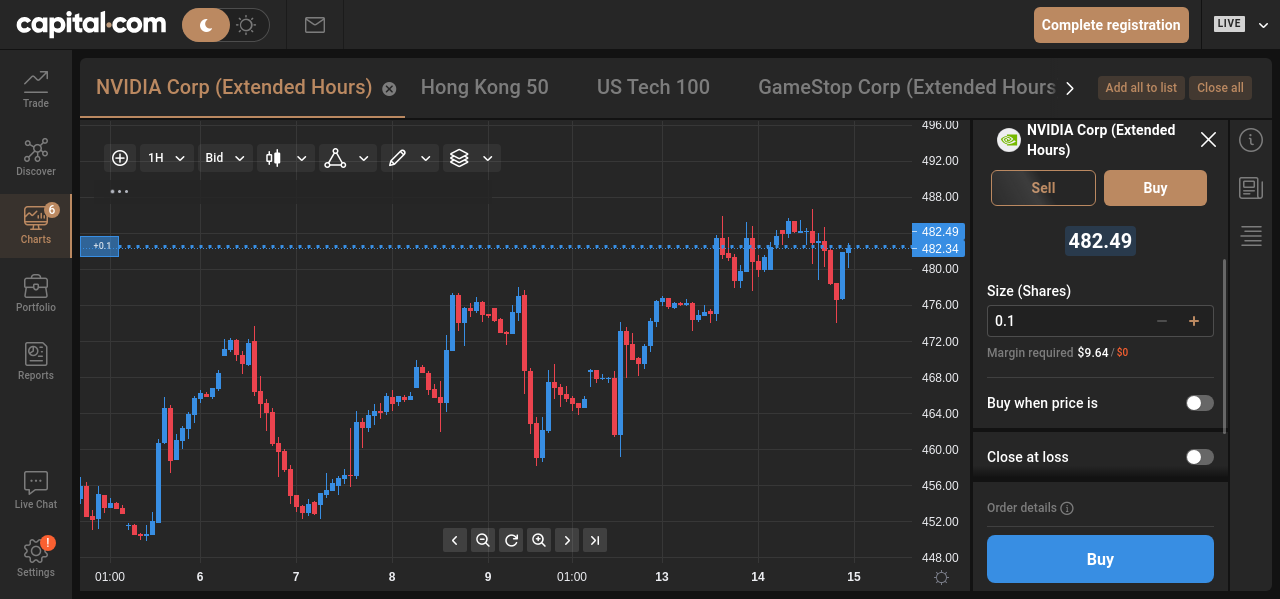 capital.com
Complete registration
LIVE
Trade
Discover
6
Charts
Portfolio
Reports
Live Chat
!
Settings
NVIDIA Corp (Extended Hours)
Hong Kong 50
US Tech 100
GameStop Corp (Extended Hours
Add all to list
Close all
1H
Bid
...
+0.1
496.00
492.00
488.00
482.49
482.34
480.00
476.00
472.00
468.00
464.00
460.00
456.00
452.00
448.00
01:00
6
7
8
9
01:00
13
14
15
NVIDIA Corp (Extended
Hours)
Sell
Buy
482.49
Size (Shares)
0.1
− +
Margin required $9.64 / $0
Buy when price is
Close at loss
Order details
Buy